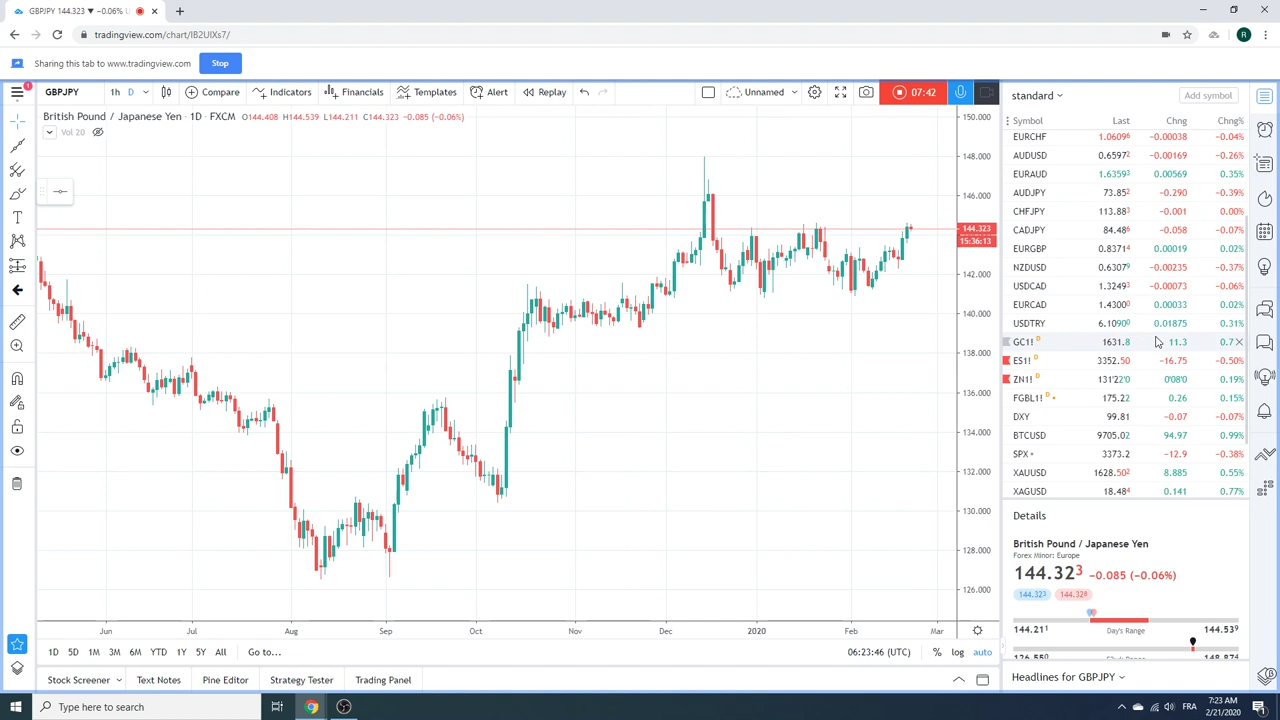 GBPJPY 144.323 ▼ −0.06% U
tradingview.com/chart/IB2UIXs7/
R
Sharing this tab to www.tradingview.com
Stop
1
GBPJPY
1h
D
Compare
Indicators
Financials
Templates
Alert
Replay
Unnamed
07:42
British Pound / Japanese Yen · 1D · FXCM O144.408 H144.539 L144.211 C144.323 −0.085 (−0.06%)
Vol 20
150.000
148.000
146.000
144.323
15:36:13
142.000
140.000
138.000
136.000
134.000
132.000
130.000
128.000
126.000
Jun
Jul
Aug
Sep
Oct
Nov
Dec
2020
Feb
Mar
1D 5D 1M 3M 6M YTD 1Y 5Y All Go to...
06:23:46 (UTC)
% log auto
Stock Screener
Text Notes
Pine Editor
Strategy Tester
Trading Panel
standard
Add symbol
Symbol Last Chng Chng%
EURCHF 1.06096 −0.00038 −0.04%
AUDUSD 0.65972 −0.00169 −0.26%
EURAUD 1.63593 0.00569 0.35%
AUDJPY 73.852 −0.290 −0.39%
CHFJPY 113.883 −0.001 0.00%
CADJPY 84.486 −0.058 −0.07%
EURGBP 0.83714 0.00019 0.02%
NZDUSD 0.63079 −0.00235 −0.37%
USDCAD 1.32493 −0.00073 −0.06%
EURCAD 1.43000 0.00033 0.02%
USDTRY 6.10900 0.01875 0.31%
GC1! D 1631.8 11.3 0.7
ES1! D 3352.50 −16.75 −0.50%
ZN1! D 131'22'0 0'08'0 0.19%
FGBL1! D 175.22 0.26 0.15%
DXY 99.81 −0.07 −0.07%
BTCUSD 9705.02 94.97 0.99%
SPX 3373.2 −12.9 −0.38%
XAUUSD 1628.502 8.885 0.55%
XAGUSD 18.484 0.141 0.77%
Details
British Pound / Japanese Yen
Forex Minor: Europe
144.323 −0.085 (−0.06%)
144.323 144.328
144.211 Day's Range 144.539
Headlines for GBPJPY
Type here to search
FRA
7:23 AM
2/21/2020
1